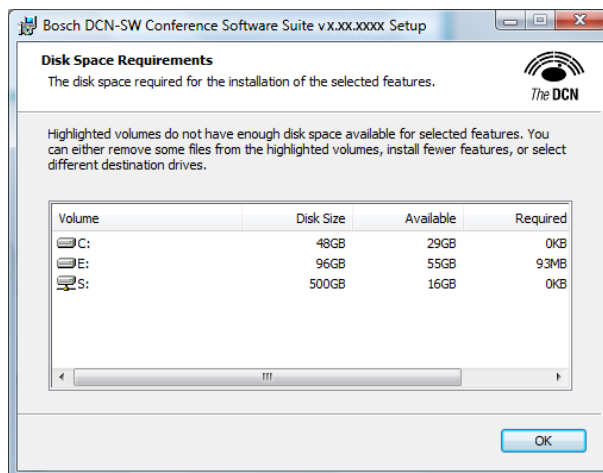 Bosch DCN-SW Conference Software Suite vx.xx.xxxx Setup
Disk Space Requirements
The disk space required for the installation of the selected features.
The DCN
Highlighted volumes do not have enough disk space available for selected features. You
can either remove some files from the highlighted volumes, install fewer features, or select
different destination drives.
Volume Disk Size Available Required
C: 48GB 29GB 0KB
E: 96GB 55GB 93MB
S: 500GB 16GB 0KB
OK